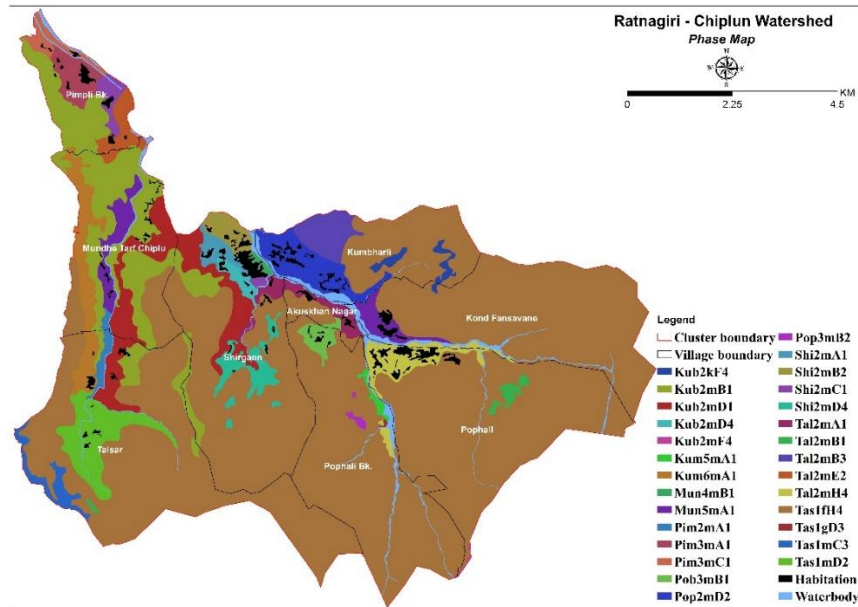 Ratnagiri - Chiplun Watershed
Phase Map
N
W E
S
KM
0 2.25 4.5
Pimpli Bk.
Mundhe Tarf Chiplu
Kumbharli
Akuskhan Nagar
Kond Fansavane
Shirgaon
Talsar
Pophali Bk.
Pophali
Legend
Cluster boundary
Village boundary
Kub2kF4
Kub2mB1
Kub2mD1
Kub2mD4
Kub2mF4
Kum5mA1
Kum6mA1
Mun4mB1
Mun5mA1
Pim2mA1
Pim3mA1
Pim3mC1
Pob3mB1
Pop2mD2
Pop3mB2
Shi2mA1
Shi2mB2
Shi2mC1
Shi2mD4
Tal2mA1
Tal2mB1
Tal2mB3
Tal2mE2
Tal2mH4
Tas1fH4
Tas1gD3
Tas1mC3
Tas1mD2
Habitation
Waterbody